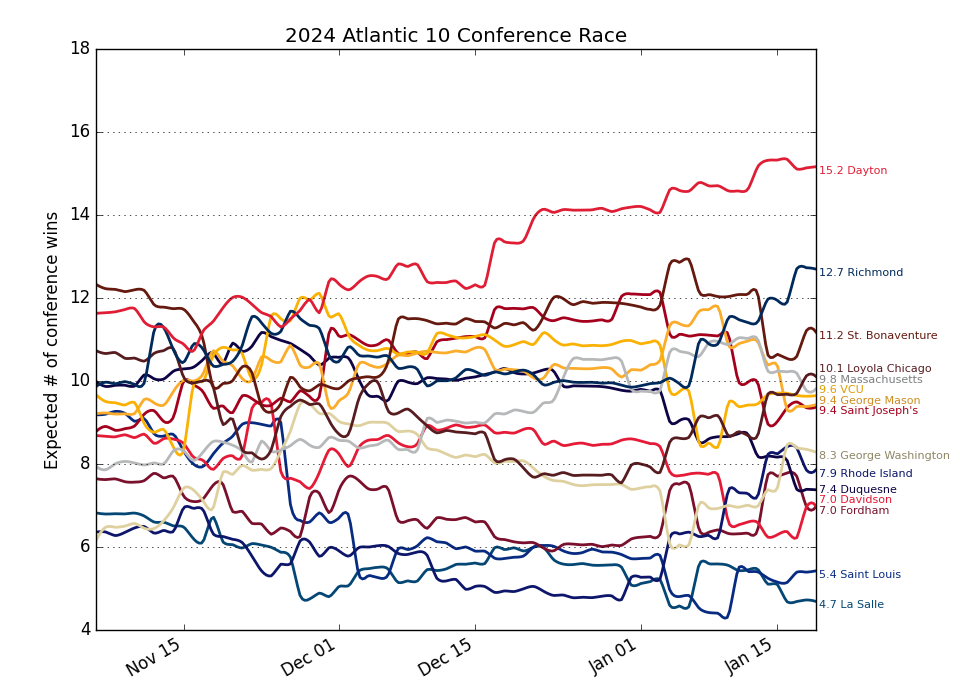 2024 Atlantic 10 Conference Race
Expected # of conference wins
18
16
14
12
10
8
6
4
Nov 15
Dec 01
Dec 15
Jan 01
Jan 15
15.2 Dayton
12.7 Richmond
11.2 St. Bonaventure
10.1 Loyola Chicago
9.8 Massachusetts
9.6 VCU
9.4 George Mason
9.4 Saint Joseph's
8.3 George Washington
7.9 Rhode Island
7.4 Duquesne
7.0 Davidson
7.0 Fordham
5.4 Saint Louis
4.7 La Salle